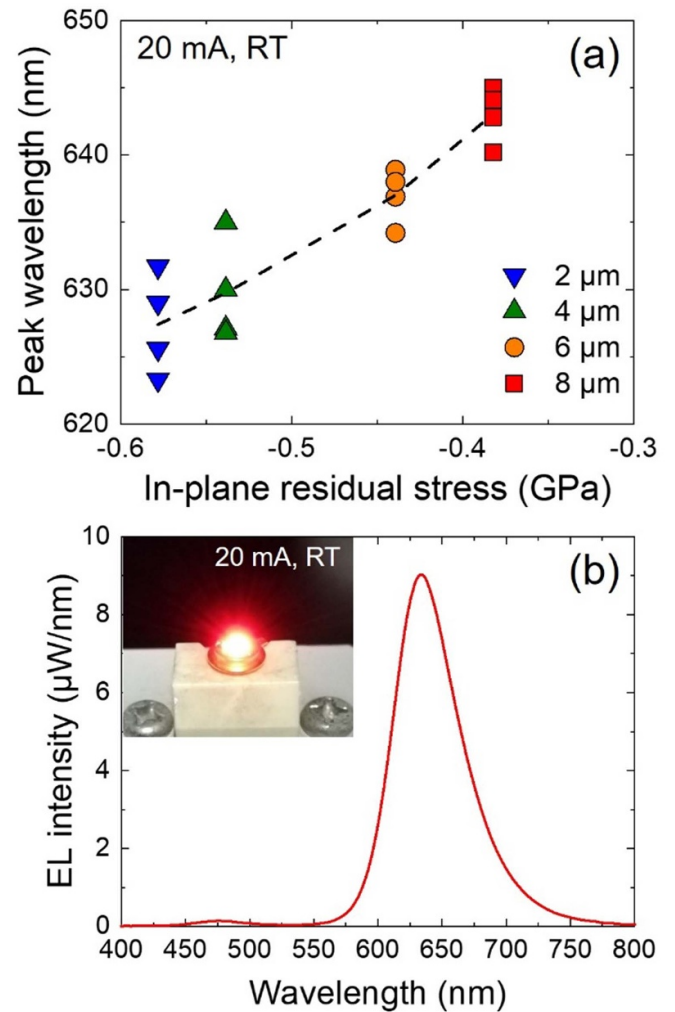 650
20 mA, RT
(a)
640
630
620
Peak wavelength (nm)
2 µm
4 µm
6 µm
8 µm
-0.6
-0.5
-0.4
-0.3
In-plane residual stress (GPa)
10
20 mA, RT
(b)
8
6
4
2
0
EL intensity (µW/nm)
400
450
500
550
600
650
700
750
800
Wavelength (nm)